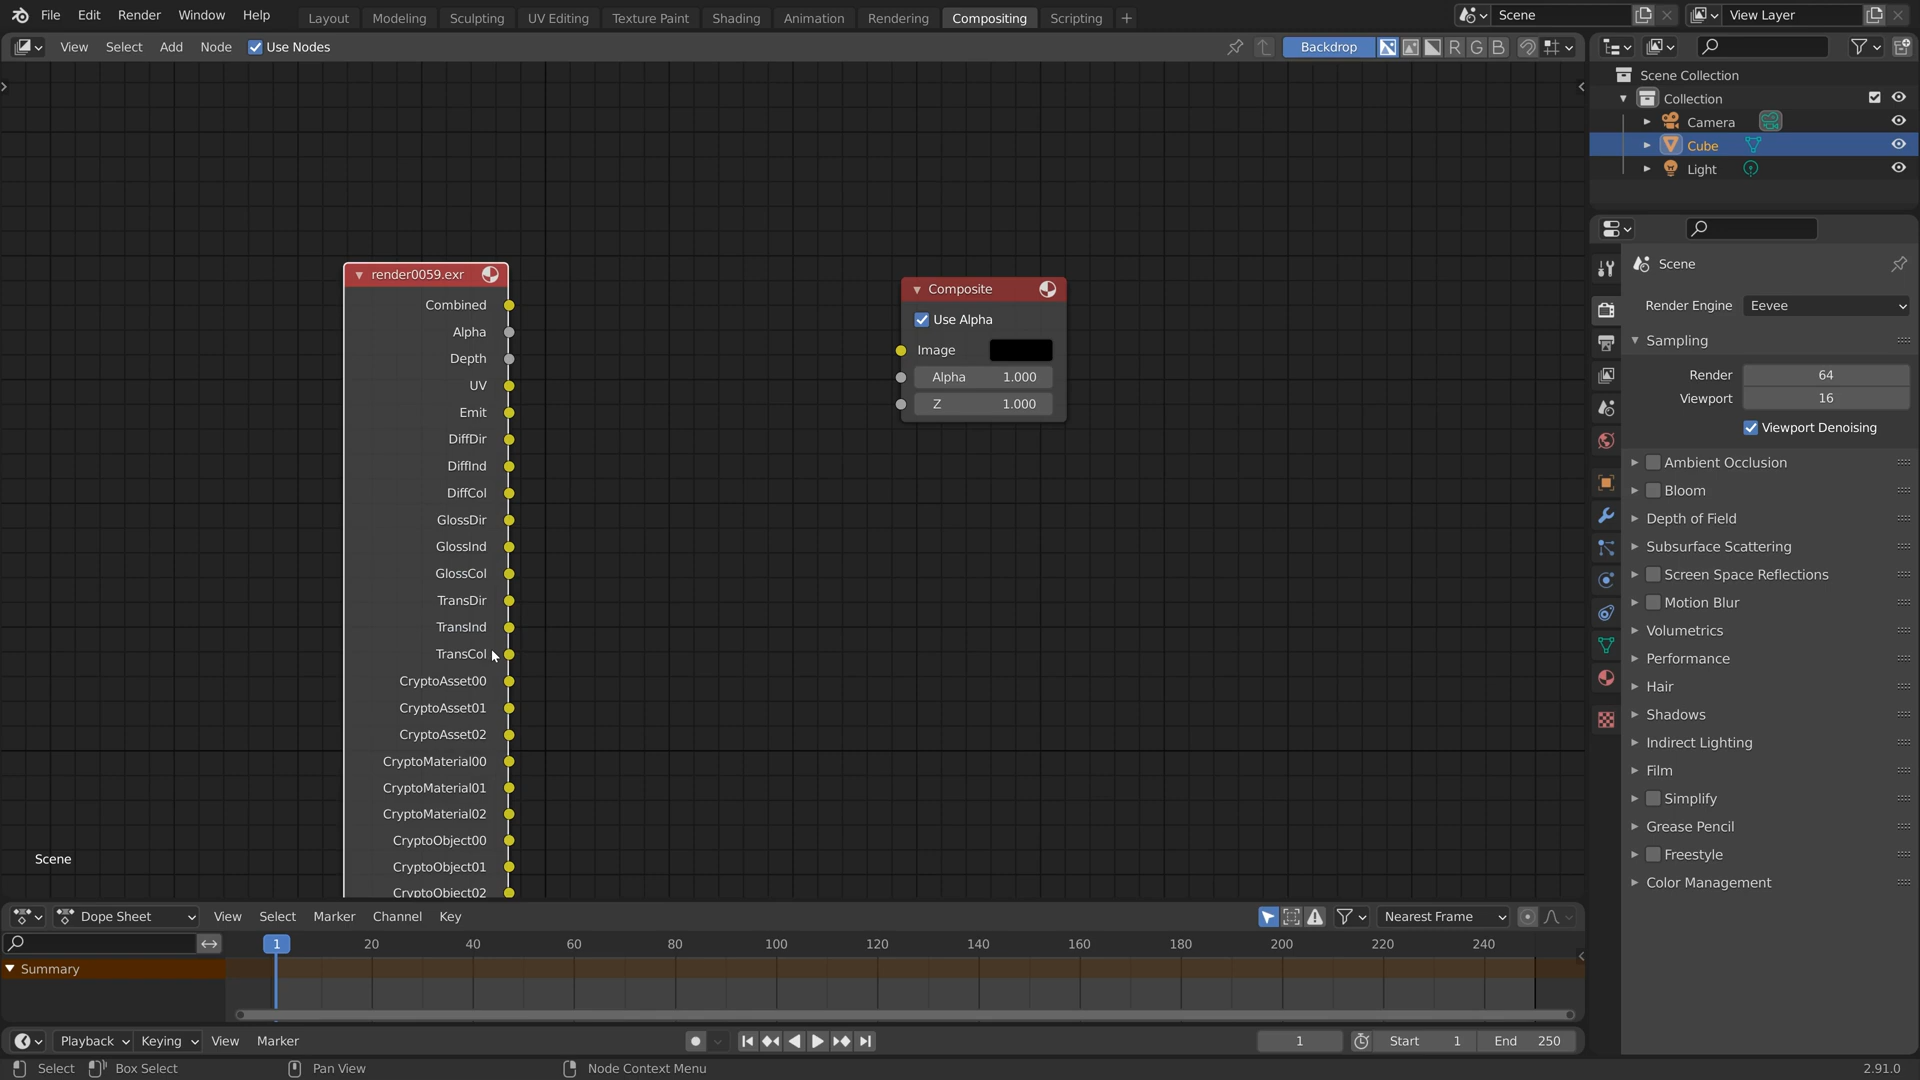 File Edit Render Window Help Layout Modeling Sculpting UV Editing Texture Paint Shading Animation Rendering Compositing Scripting Scene View Layer
View Select Add Node Use Nodes Backdrop R G B
Scene Collection
Collection
Camera
Cube
Light
render0059.exr
Combined
Alpha
Depth
UV
Emit
DiffDir
DiffInd
DiffCol
GlossDir
GlossInd
GlossCol
TransDir
TransInd
TransCol
CryptoAsset00
CryptoAsset01
CryptoAsset02
CryptoMaterial00
CryptoMaterial01
CryptoMaterial02
CryptoObject00
CryptoObject01
CryptoObject02
Composite
Use Alpha
Image
Alpha 1.000
Z 1.000
Scene
Scene
Render Engine Eevee
Sampling
Render 64
Viewport 16
Viewport Denoising
Ambient Occlusion
Bloom
Depth of Field
Subsurface Scattering
Screen Space Reflections
Motion Blur
Volumetrics
Performance
Hair
Shadows
Indirect Lighting
Film
Simplify
Grease Pencil
Freestyle
Color Management
Dope Sheet View Select Marker Channel Key Nearest Frame
1 20 40 60 80 100 120 140 160 180 200 220 240
Summary
Playback Keying View Marker 1 Start 1 End 250
Select Box Select Pan View Node Context Menu 2.91.0